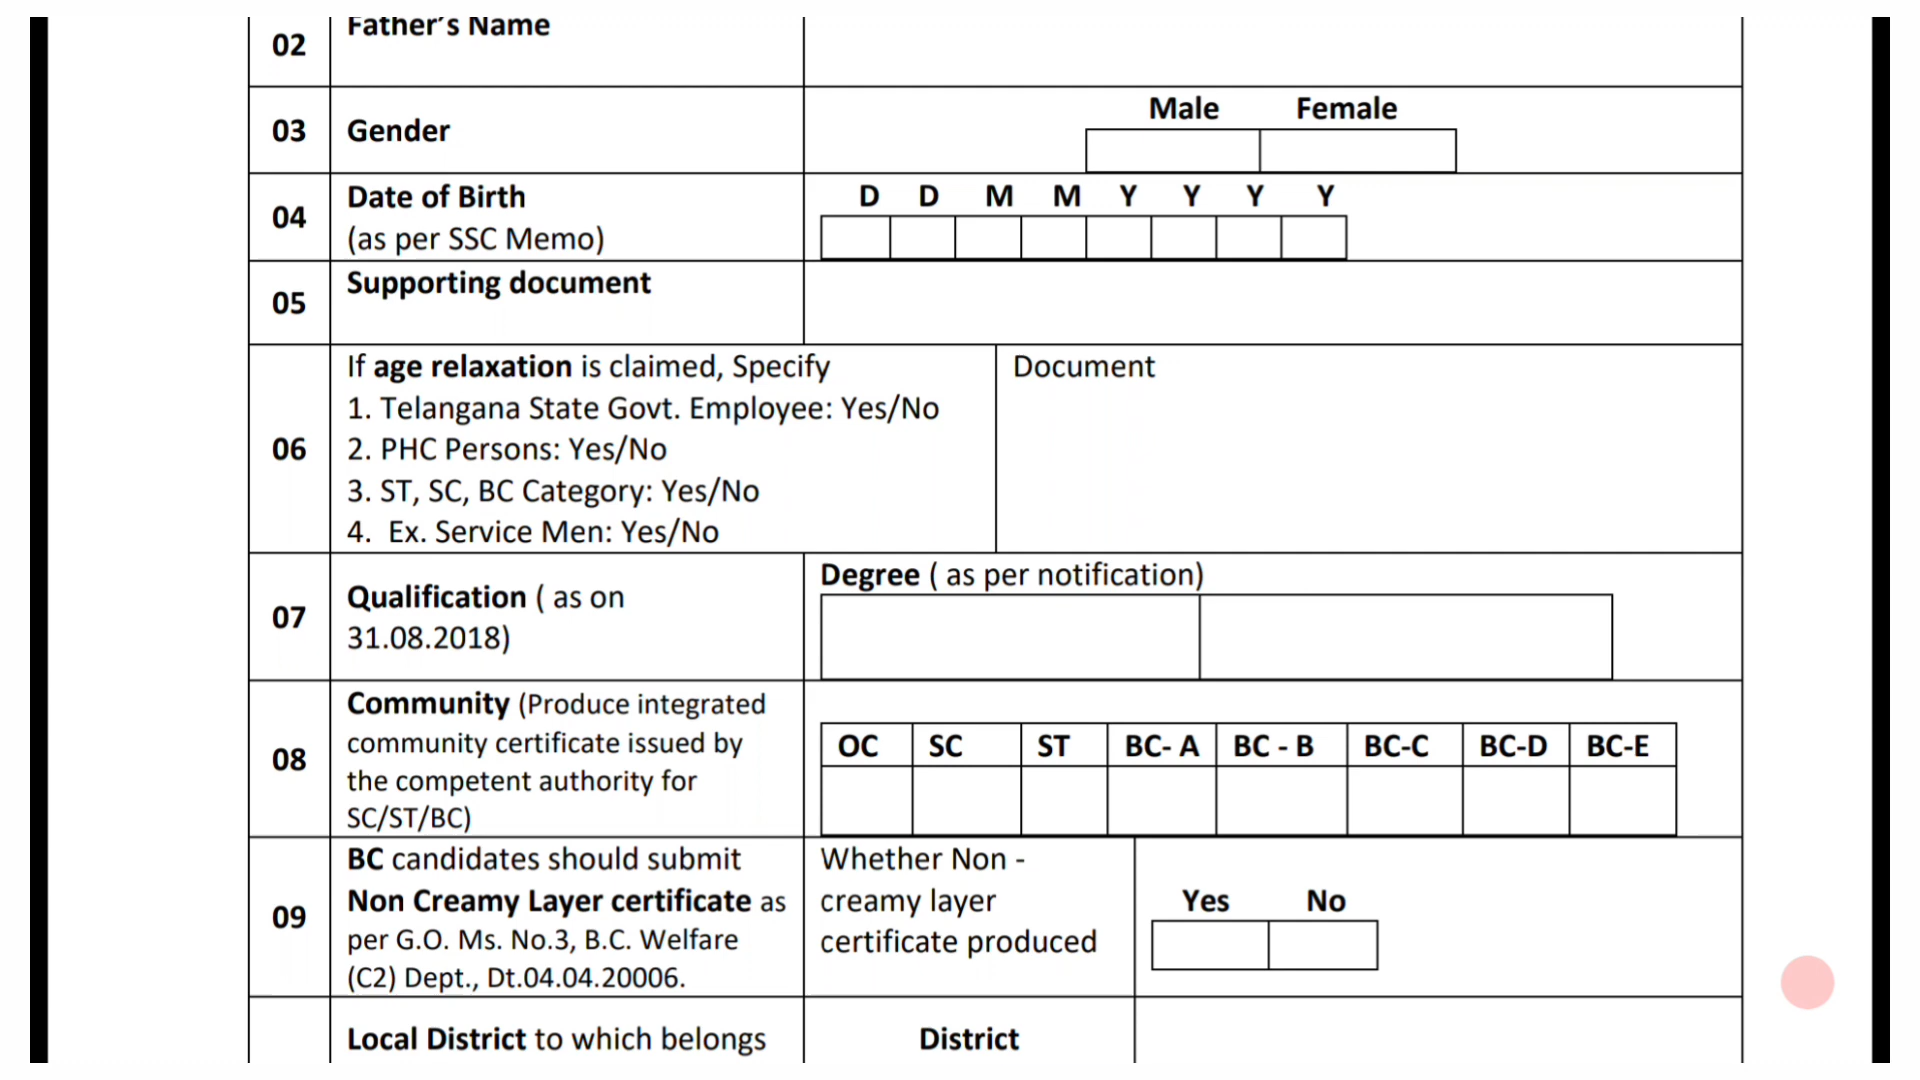 02 Father's Name
Male Female
03 Gender
D D M M Y Y Y Y
04 Date of Birth
(as per SSC Memo)
05 Supporting document
06 If age relaxation is claimed, Specify
1. Telangana State Govt. Employee: Yes/No
2. PHC Persons: Yes/No
3. ST, SC, BC Category: Yes/No
4. Ex. Service Men: Yes/No
Document
07 Qualification ( as on
31.08.2018)
Degree ( as per notification)
08 Community (Produce integrated
community certificate issued by
the competent authority for
SC/ST/BC)
OC SC ST BC- A BC - B BC-C BC-D BC-E
09 BC candidates should submit
Non Creamy Layer certificate as
per G.O. Ms. No.3, B.C. Welfare
(C2) Dept., Dt.04.04.20006.
Whether Non -
creamy layer
certificate produced
Yes No
Local District to which belongs
District